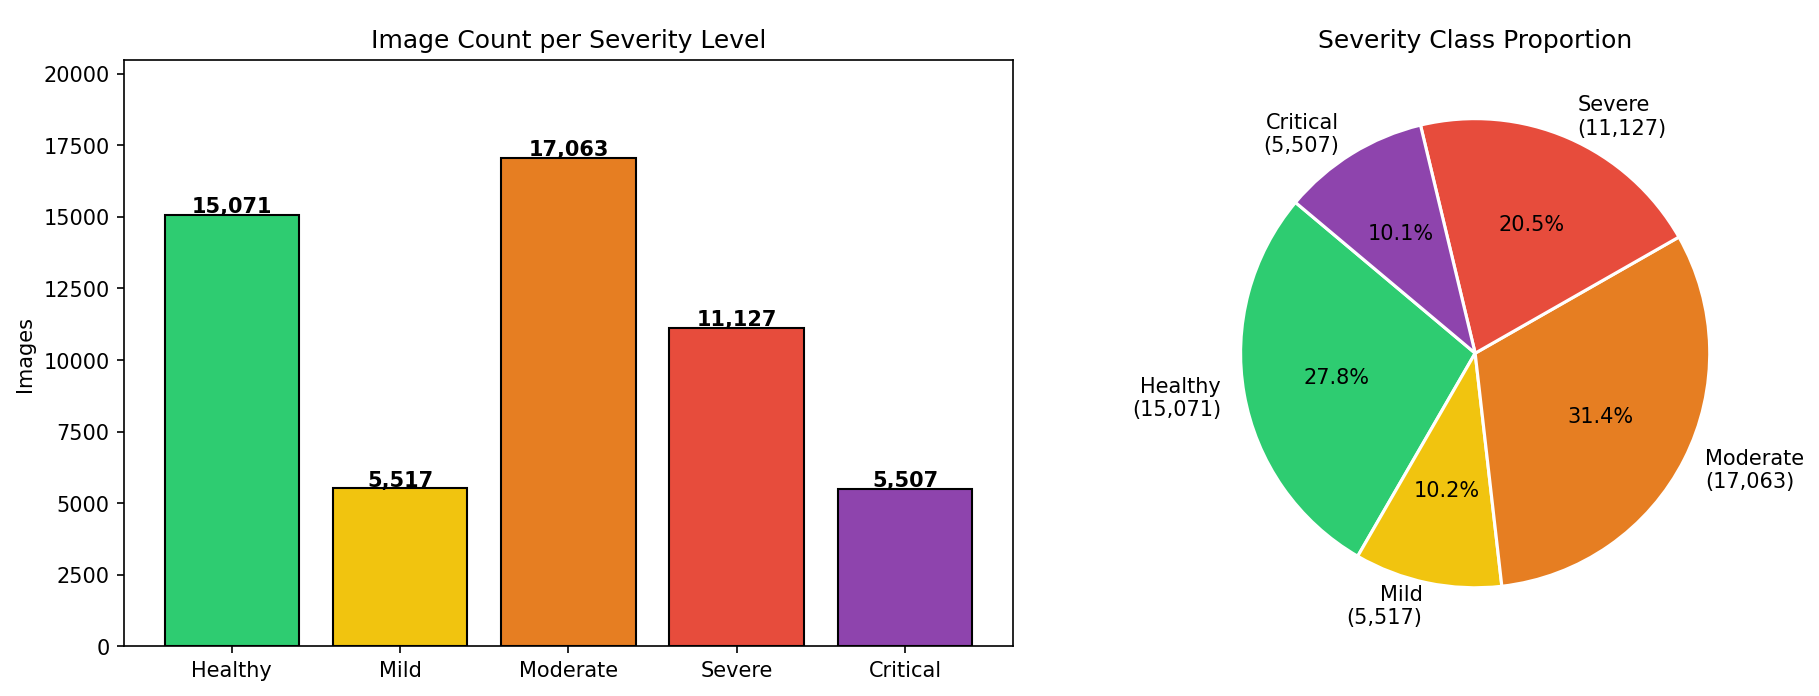 Image Count per Severity Level
Images
20000
17500
15000
12500
10000
7500
5000
2500
0
15,071
5,517
17,063
11,127
5,507
Healthy
Mild
Moderate
Severe
Critical
Severity Class Proportion
Severe
(11,127)
Critical
(5,507)
20.5%
10.1%
Healthy
(15,071)
27.8%
31.4%
Moderate
(17,063)
10.2%
Mild
(5,517)